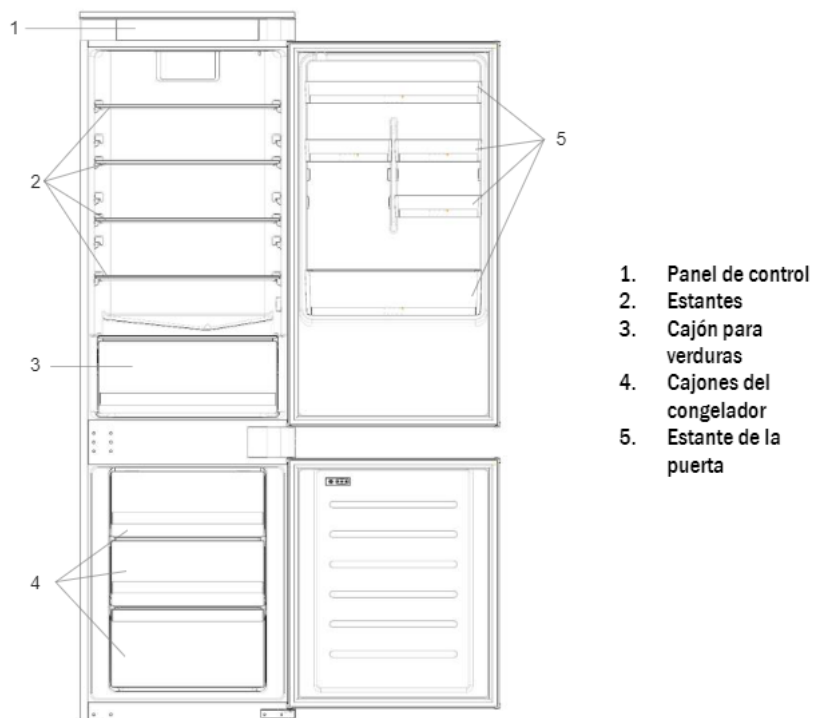 1
2
3
4
5
1. Panel de control
2. Estantes
3. Cajón para
verduras
4. Cajones del
congelador
5. Estante de la
puerta